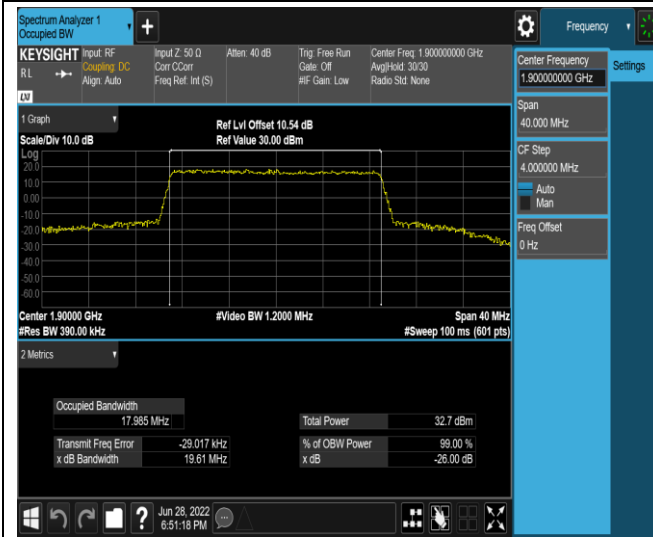 Spectrum Analyzer 1
Occupied BW
Frequency
KEYSIGHT
RL
LXI
Input: RF
Coupling: DC
Align: Auto
Input Z: 50 Ω
Corr CCorr
Freq Ref: Int (S)
Atten: 40 dB
Trig: Free Run
Gate: Off
#IF Gain: Low
Center Freq: 1.900000000 GHz
Avg|Hold: 30/30
Radio Std: None
Center Frequency
1.900000000 GHz
Settings
Span
40.000 MHz
CF Step
4.000000 MHz
Auto
Man
Freq Offset
0 Hz
1 Graph
Scale/Div 10.0 dB
Ref Lvl Offset 10.54 dB
Ref Value 30.00 dBm
Log
20.0
10.0
0.00
-10.0
-20.0
-30.0
-40.0
-50.0
-60.0
Center 1.90000 GHz
#Video BW 1.2000 MHz
Span 40 MHz
#Res BW 390.00 kHz
#Sweep 100 ms (601 pts)
2 Metrics
Occupied Bandwidth
17.985 MHz
Total Power 32.7 dBm
Transmit Freq Error -29.017 kHz
% of OBW Power 99.00 %
x dB Bandwidth 19.61 MHz
x dB -26.00 dB
?
Jun 28, 2022
6:51:18 PM